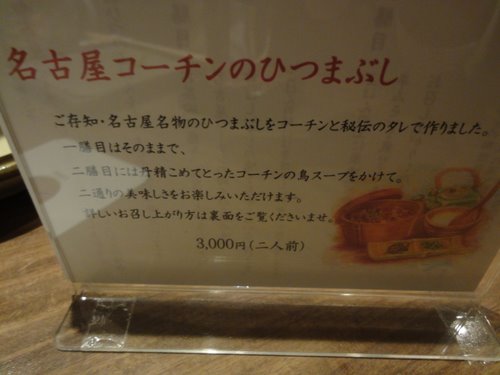 名古屋コーチンのひつまぶし
ご存知・名古屋名物のひつまぶしをコーチンと秘伝のタレで作りました。
一膳目はそのままで、
二膳目には丹精こめてとったコーチンの鳥スープをかけて。
二通りの美味しさをお楽しみいただけます。
詳しいお召し上がり方は裏面をご覧くださいませ。
3,000円(二人前)